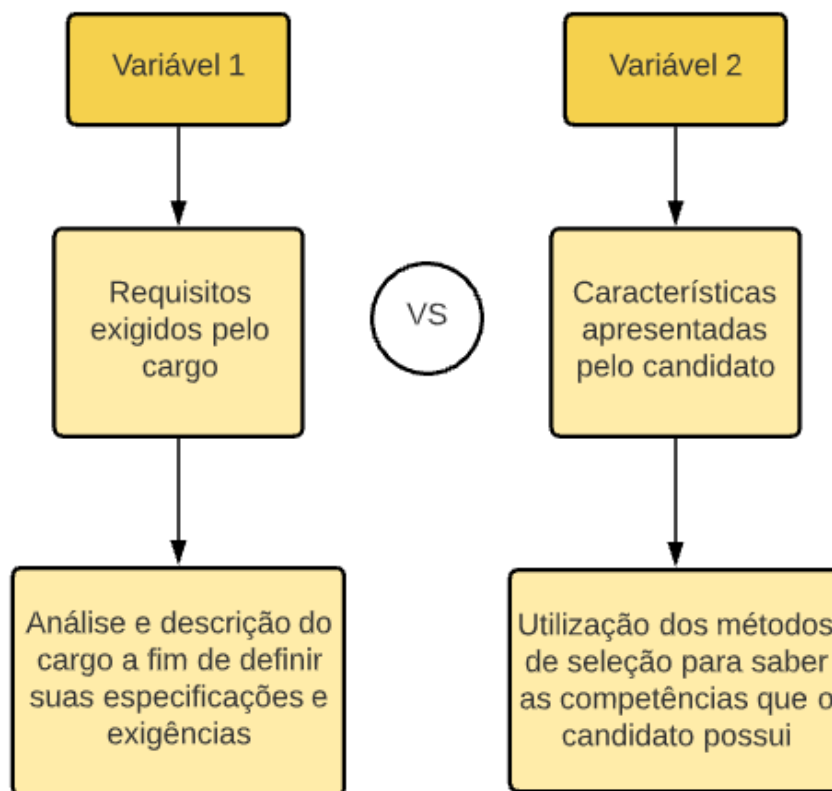 Variável 1
Requisitos
exigidos pelo
cargo
Análise e descrição do
cargo a fim de definir
suas especificações e
exigências
VS
Variável 2
Características
apresentadas
pelo candidato
Utilização dos métodos
de seleção para saber
as competências que o
candidato possui